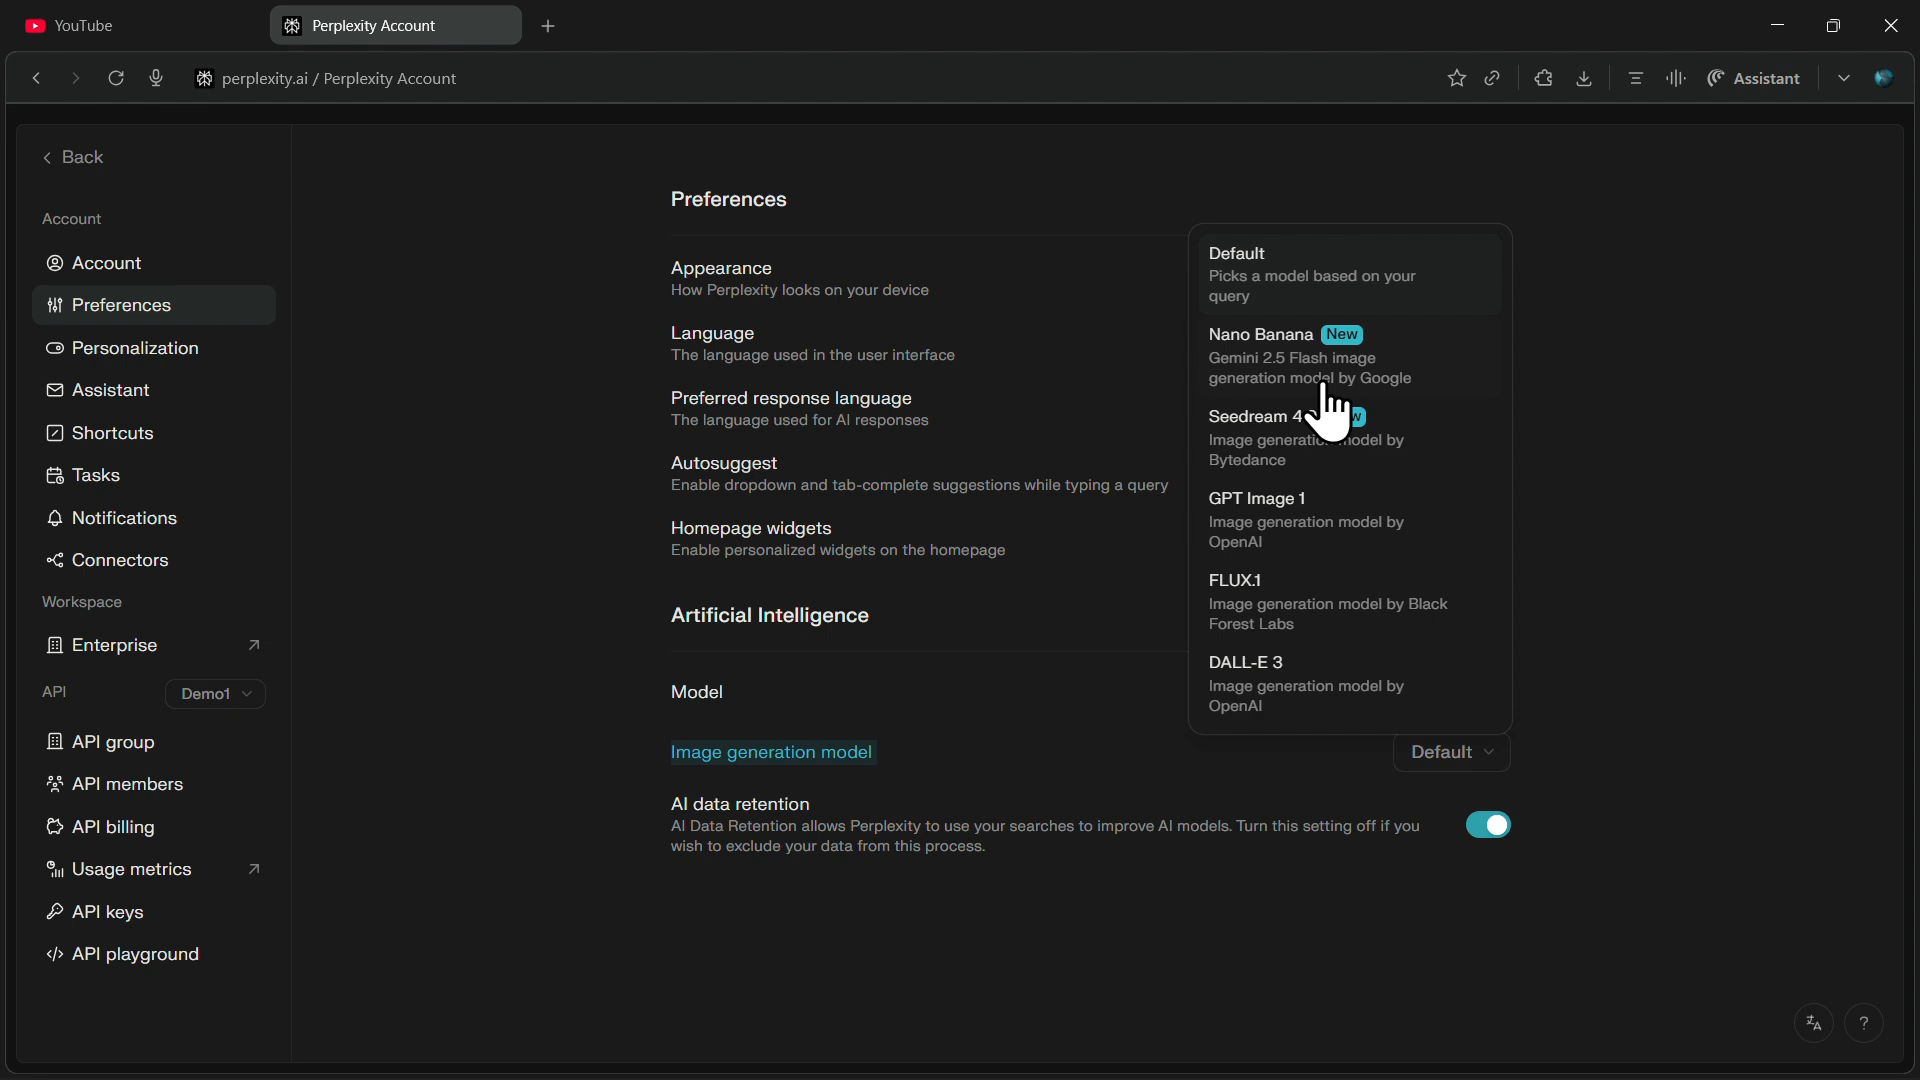 YouTube
Perplexity Account
perplexity.ai / Perplexity Account
Assistant
Back
Account
Account
Preferences
Personalization
Assistant
Shortcuts
Tasks
Notifications
Connectors
Workspace
Enterprise
API
Demo1
API group
API members
API billing
Usage metrics
API keys
API playground
Preferences
Appearance
How Perplexity looks on your device
Language
The language used in the user interface
Preferred response language
The language used for AI responses
Autosuggest
Enable dropdown and tab-complete suggestions while typing a query
Homepage widgets
Enable personalized widgets on the homepage
Artificial Intelligence
Model
Image generation model
Default
AI data retention
AI Data Retention allows Perplexity to use your searches to improve AI models. Turn this setting off if you
wish to exclude your data from this process.
Default
Picks a model based on your
query
Nano Banana New
Gemini 2.5 Flash image
generation model by Google
Seedream
Image generation model by
Bytedance
GPT Image 1
Image generation model by
OpenAI
FLUX.1
Image generation model by Black
Forest Labs
DALL-E 3
Image generation model by
OpenAI
?